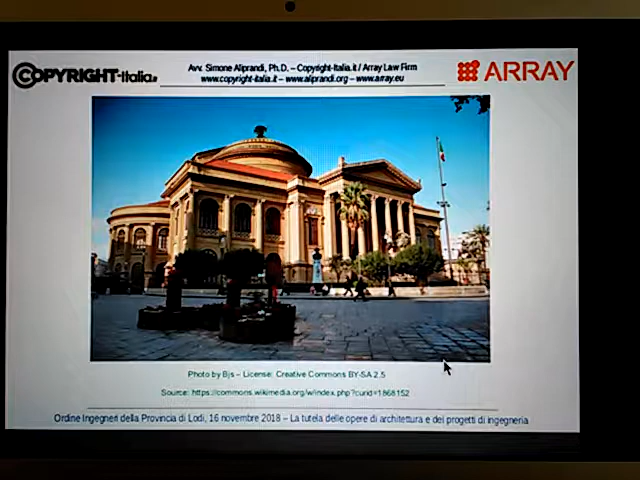 COPYRIGHT-Italia.it
Avv. Simone Aliprandi, Ph.D. – Copyright-Italia.it / Array Law Firm
www.copyright-italia.it – www.aliprandi.org – www.array.eu
ARRAY
Photo by Bjs – License: Creative Commons BY-SA 2.5
Source: https://commons.wikimedia.org/w/index.php?curid=1868152
Ordine Ingegneri della Provincia di Lodi, 16 novembre 2018 – La tutela delle opere di architettura e dei progetti di ingegneria